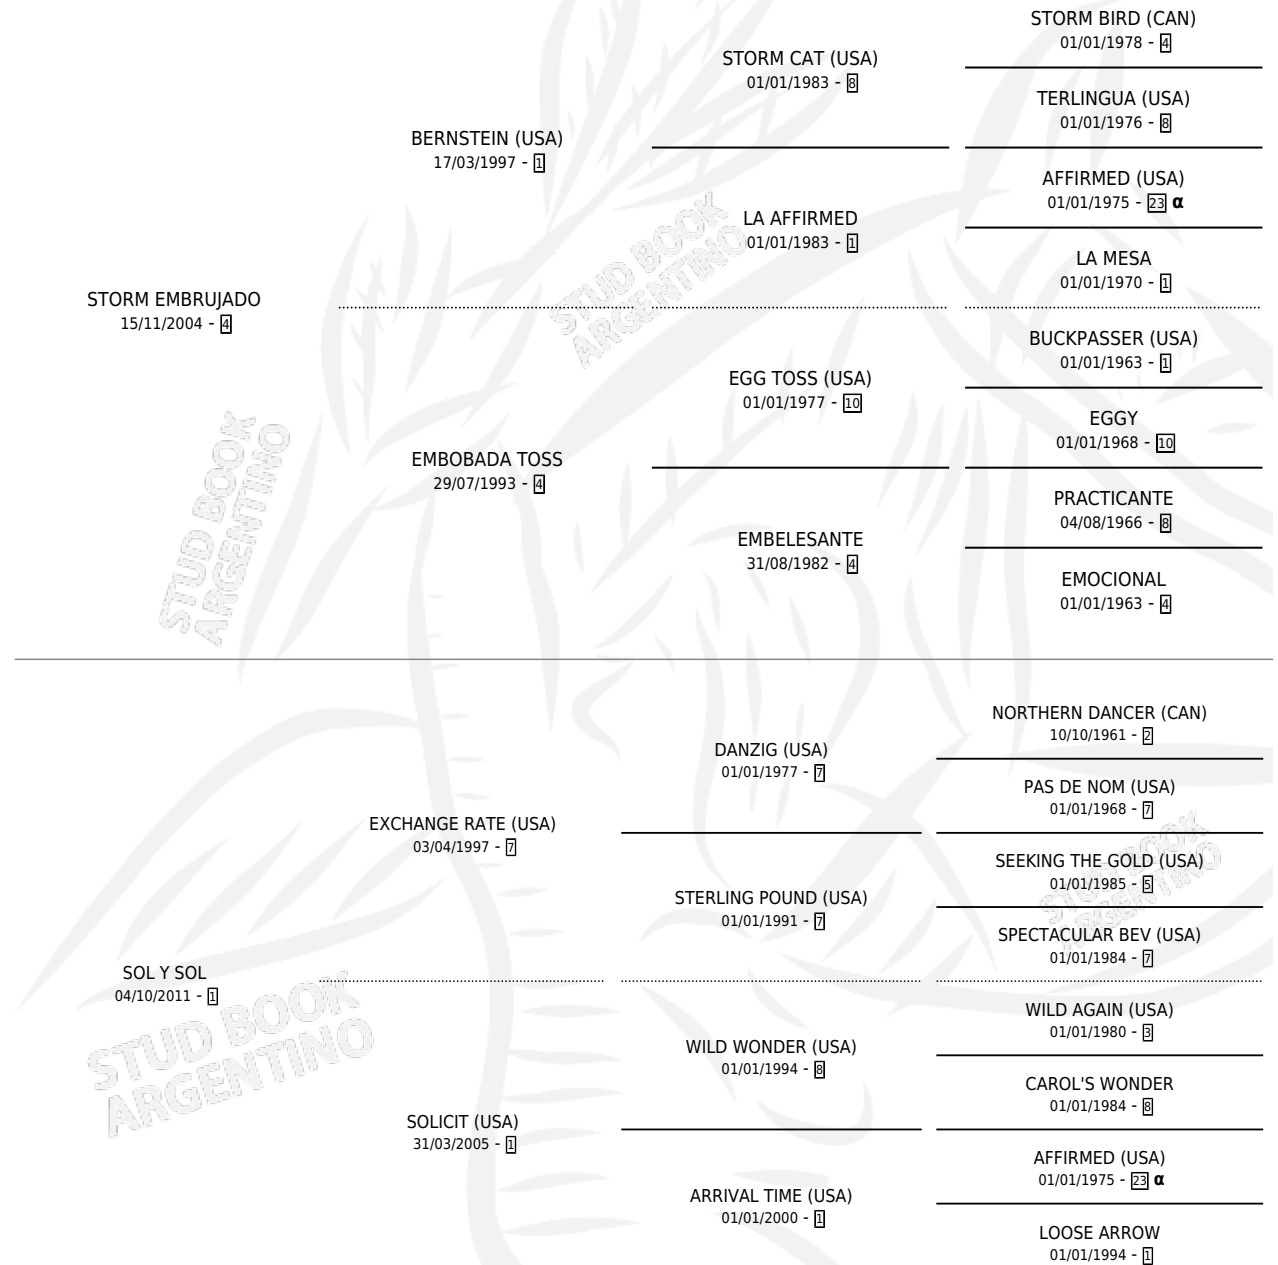 STORM BIRD (CAN)
01/01/1978 - 4
STORM CAT (USA)
01/01/1983 - 8
TERLINGUA (USA)
01/01/1976 - 8
BERNSTEIN (USA)
17/03/1997 - 1
AFFIRMED (USA)
01/01/1975 - 23 α
LA AFFIRMED
01/01/1983 - 1
LA MESA
01/01/1970 - 1
STORM EMBRUJADO
15/11/2004 - 4
BUCKPASSER (USA)
01/01/1963 - 1
EGG TOSS (USA)
01/01/1977 - 10
EGGY
01/01/1968 - 10
EMBOBADA TOSS
29/07/1993 - 4
PRACTICANTE
04/08/1966 - 8
EMBELESANTE
31/08/1982 - 4
EMOCIONAL
01/01/1963 - 4
STUD BOOK
ARGENTINO
STUD BOOK
ARGENTINO
NORTHERN DANCER (CAN)
10/10/1961 - 2
DANZIG (USA)
01/01/1977 - 7
PAS DE NOM (USA)
01/01/1968 - 7
EXCHANGE RATE (USA)
03/04/1997 - 7
SEEKING THE GOLD (USA)
01/01/1985 - 5
STERLING POUND (USA)
01/01/1991 - 7
SPECTACULAR BEV (USA)
01/01/1984 - 7
SOL Y SOL
04/10/2011 - 1
WILD AGAIN (USA)
01/01/1980 - 3
WILD WONDER (USA)
01/01/1994 - 8
CAROL'S WONDER
01/01/1984 - 8
SOLICIT (USA)
31/03/2005 - 1
AFFIRMED (USA)
01/01/1975 - 23 α
ARRIVAL TIME (USA)
01/01/2000 - 1
LOOSE ARROW
01/01/1994 - 1
STUD BOOK
ARGENTINO
STUD BOOK
ARGENTINO